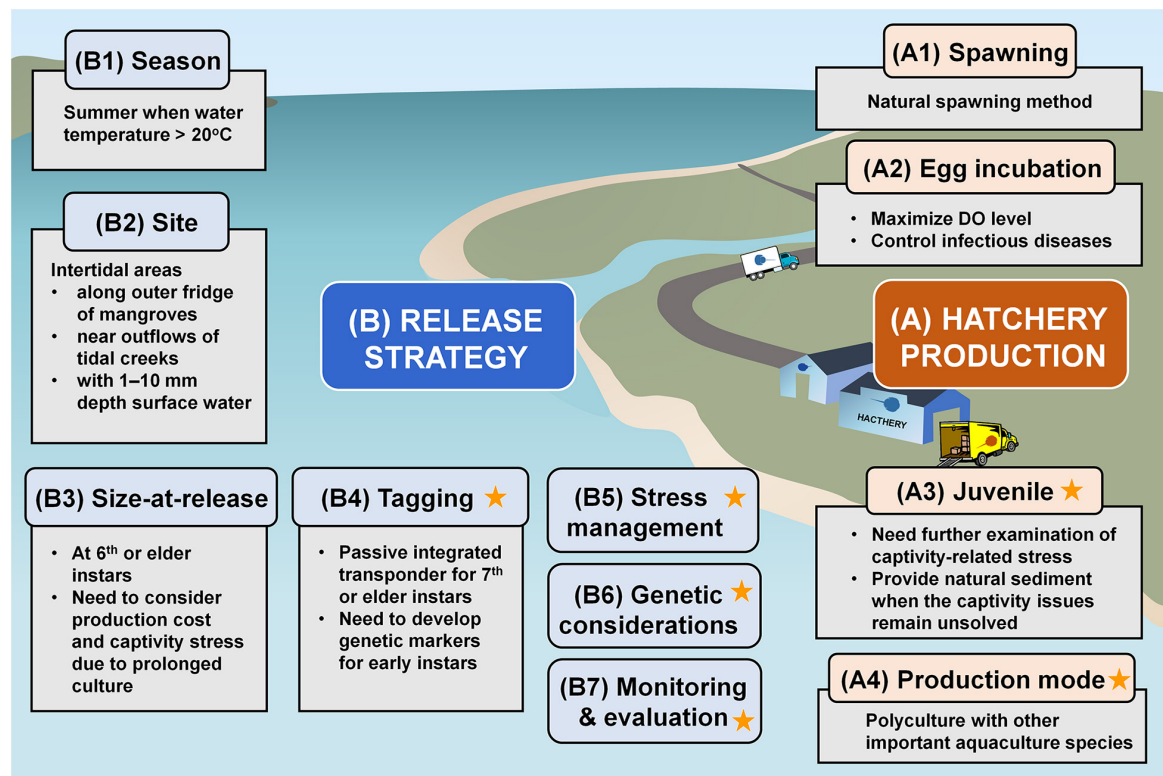 (B1) Season
Summer when water
temperature > 20°C
(B2) Site
Intertidal areas
• along outer fridge
of mangroves
• near outflows of
tidal creeks
• with 1–10 mm
depth surface water
(B) RELEASE
STRATEGY
(A1) Spawning
Natural spawning method
(A2) Egg incubation
• Maximize DO level
• Control infectious diseases
(A) HATCHERY
PRODUCTION
HACTHERY
(B3) Size-at-release
• At 6th or elder
instars
• Need to consider
production cost
and captivity stress
due to prolonged
culture
(B4) Tagging
• Passive integrated
transponder for 7th
or elder instars
• Need to develop
genetic markers
for early instars
(B5) Stress
management
(B6) Genetic
considerations
(B7) Monitoring
& evaluation
(A3) Juvenile
• Need further examination of
captivity-related stress
• Provide natural sediment
when the captivity issues
remain unsolved
(A4) Production mode
Polyculture with other
important aquaculture species